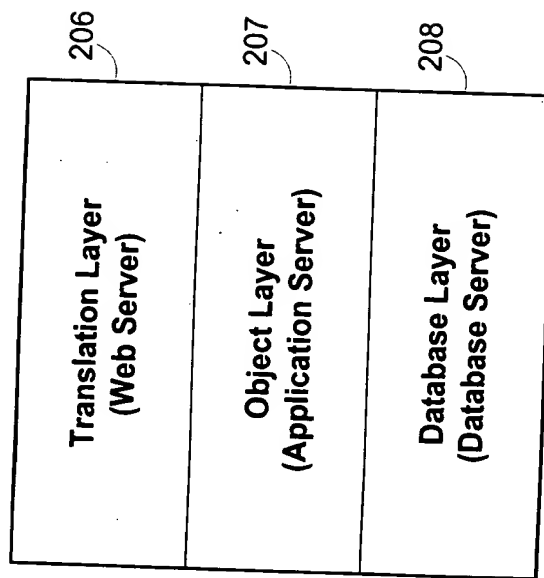 Translation Layer
(Web Server)
206
Object Layer
(Application Server)
207
Database Layer
(Database Server)
208